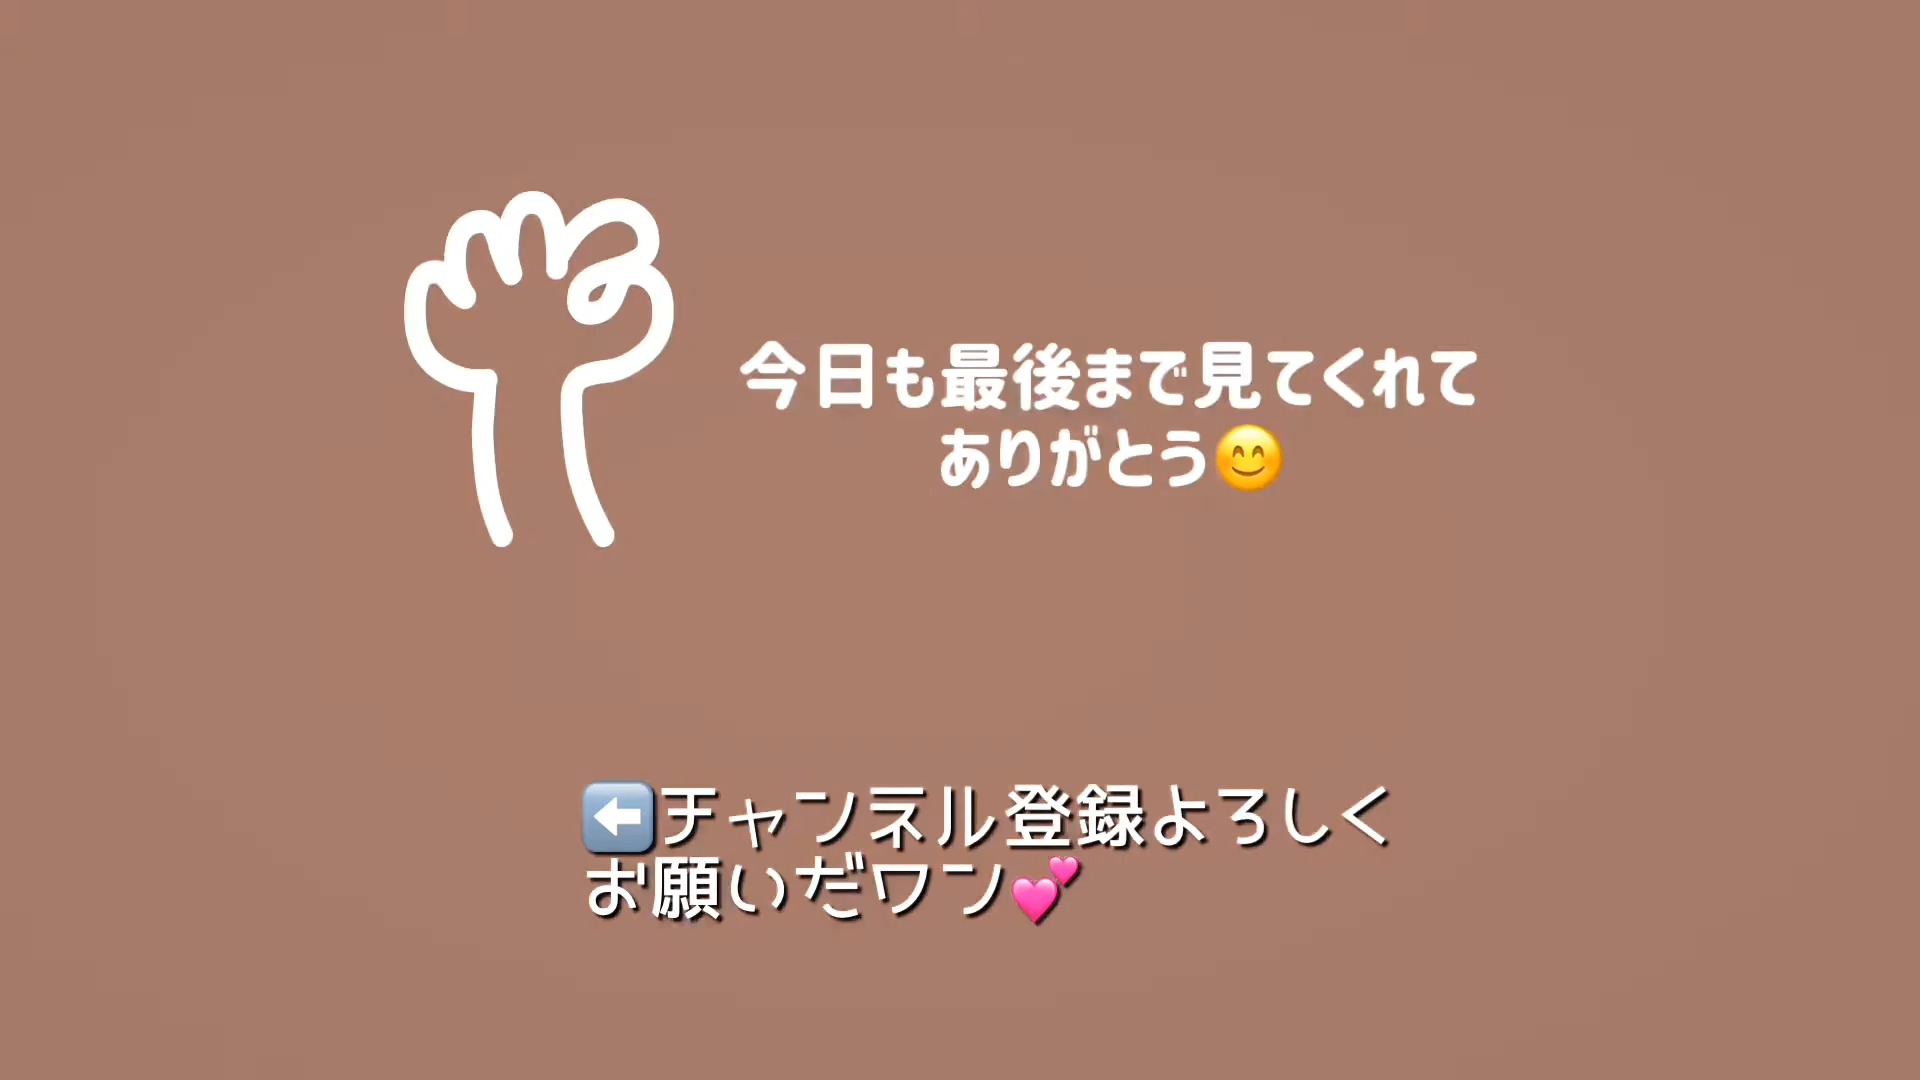 今日も最後まで見てくれて
ありがとう😊
⬅️チャンネル登録よろしく
お願いだワン💕